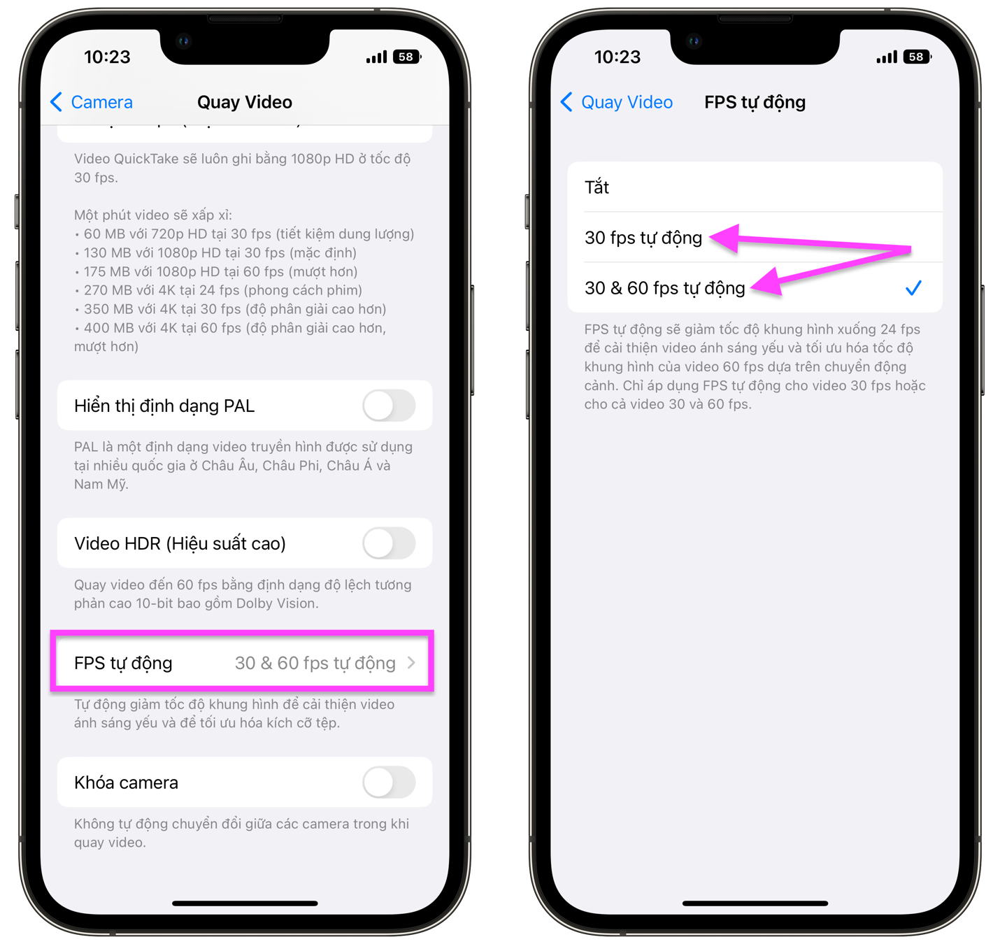 10:23
58
Camera
Quay Video
Video QuickTake sẽ luôn ghi bằng 1080p HD ở tốc độ
30 fps.
Một phút video sẽ xấp xỉ:
• 60 MB với 720p HD tại 30 fps (tiết kiệm dung lượng)
• 130 MB với 1080p HD tại 30 fps (mặc định)
• 175 MB với 1080p HD tại 60 fps (mượt hơn)
• 270 MB với 4K tại 24 fps (phong cách phim)
• 350 MB với 4K tại 30 fps (độ phân giải cao hơn)
• 400 MB với 4K tại 60 fps (độ phân giải cao hơn,
mượt hơn)
Hiển thị định dạng PAL
PAL là một định dạng video truyền hình được sử dụng
tại nhiều quốc gia ở Châu Âu, Châu Phi, Châu Á và
Nam Mỹ.
Video HDR (Hiệu suất cao)
Quay video đến 60 fps bằng định dạng độ lệch tương
phản cao 10-bit bao gồm Dolby Vision.
FPS tự động
30 & 60 fps tự động
Tự động giảm tốc độ khung hình để cải thiện video
ánh sáng yếu và để tối ưu hóa kích cỡ tệp.
Khóa camera
Không tự động chuyển đổi giữa các camera trong khi
quay video.
10:23
58
Quay Video
FPS tự động
Tắt
30 fps tự động
30 & 60 fps tự động
FPS tự động sẽ giảm tốc độ khung hình xuống 24 fps
để cải thiện video ánh sáng yếu và tối ưu hóa tốc độ
khung hình của video 60 fps dựa trên chuyển động
cảnh. Chỉ áp dụng FPS tự động cho video 30 fps hoặc
cho cả video 30 và 60 fps.